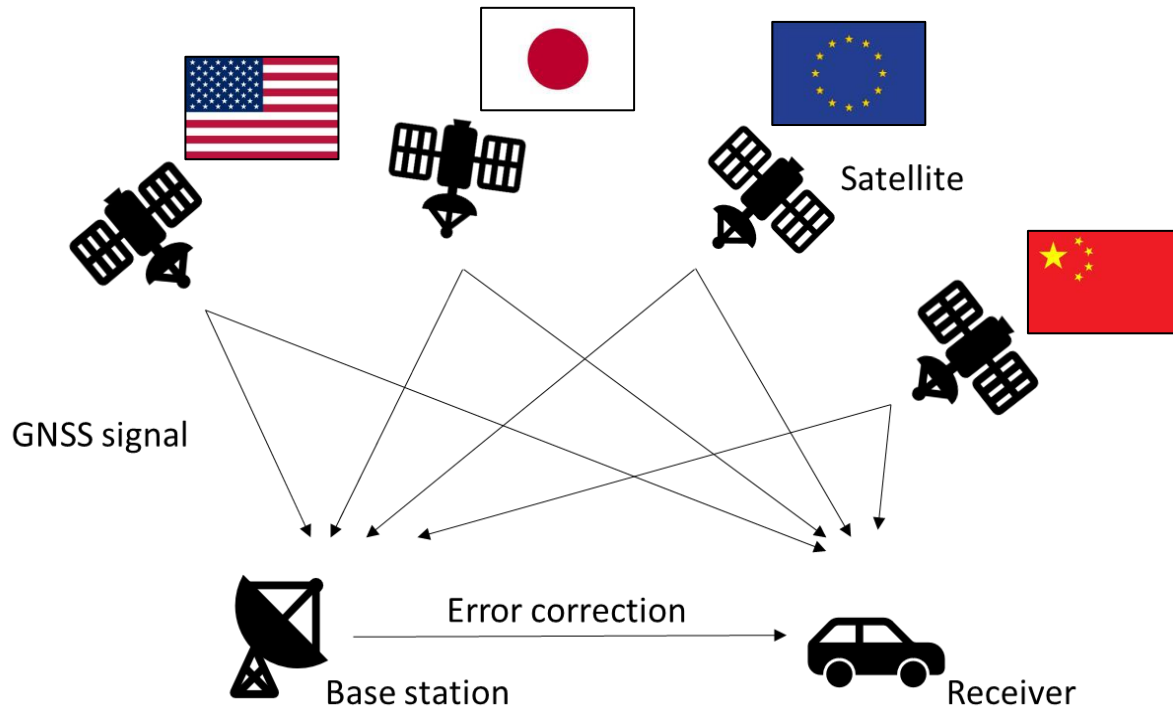 Satellite
GNSS signal
Error correction
Base station
Receiver